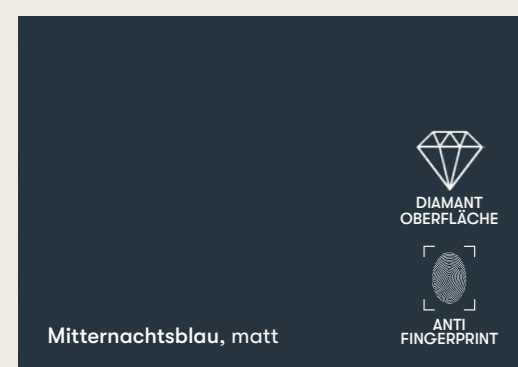 DIAMANT
OBERFLÄCHE
ANTI
FINGERPRINT
Mitternachtsblau, matt